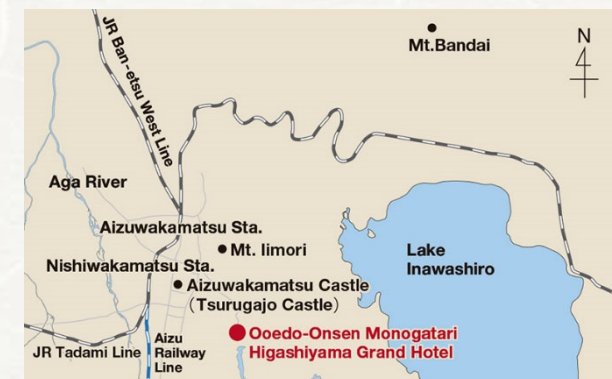 JR Ban-etsu West Line
Mt.Bandai
N
Aga River
Aizuwakamatsu Sta.
Mt. Iimori
Lake
Inawashiro
Nishiwakamatsu Sta.
Aizuwakamatsu Castle
(Tsurugajo Castle)
Ooedo-Onsen Monogatari
Higashiyama Grand Hotel
JR Tadami Line
Aizu
Railway
Line